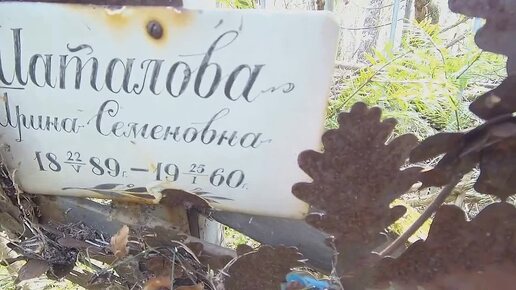 Шаталова
Ирина Семеновна
18 22/V 89 г. – 19 25/I 60 г.